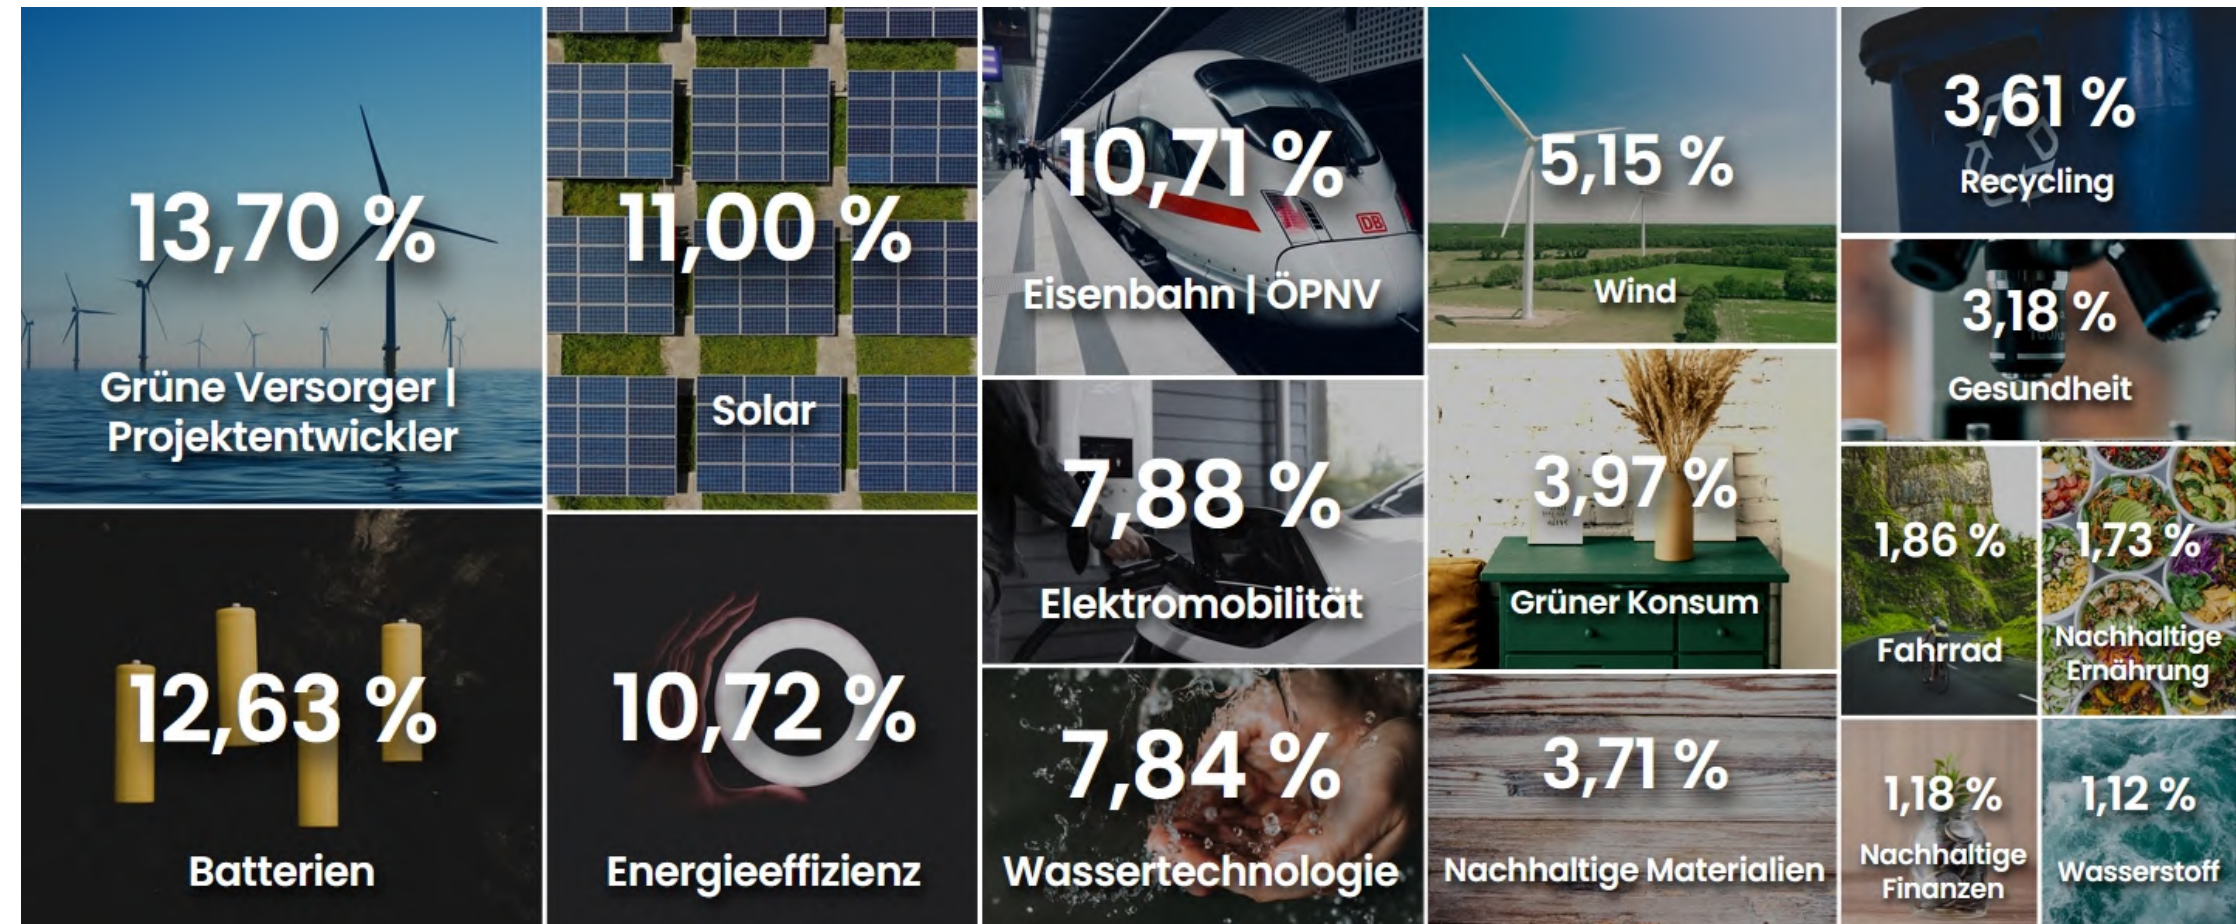 13,70 %
Grüne Versorger |
Projektentwickler
12,63 %
Batterien
11,00 %
Solar
10,72 %
Energieeffizienz
10,71 %
DB
Eisenbahn | ÖPNV
7,88 %
Elektromobilität
7,84 %
Wassertechnologie
5,15 %
Wind
3,97 %
Grüner Konsum
3,71 %
Nachhaltige Materialien
3,61 %
Recycling
3,18 %
Gesundheit
1,86 %
Fahrrad
1,73 %
Nachhaltige
Ernährung
1,18 %
Nachhaltige
Finanzen
1,12 %
Wasserstoff